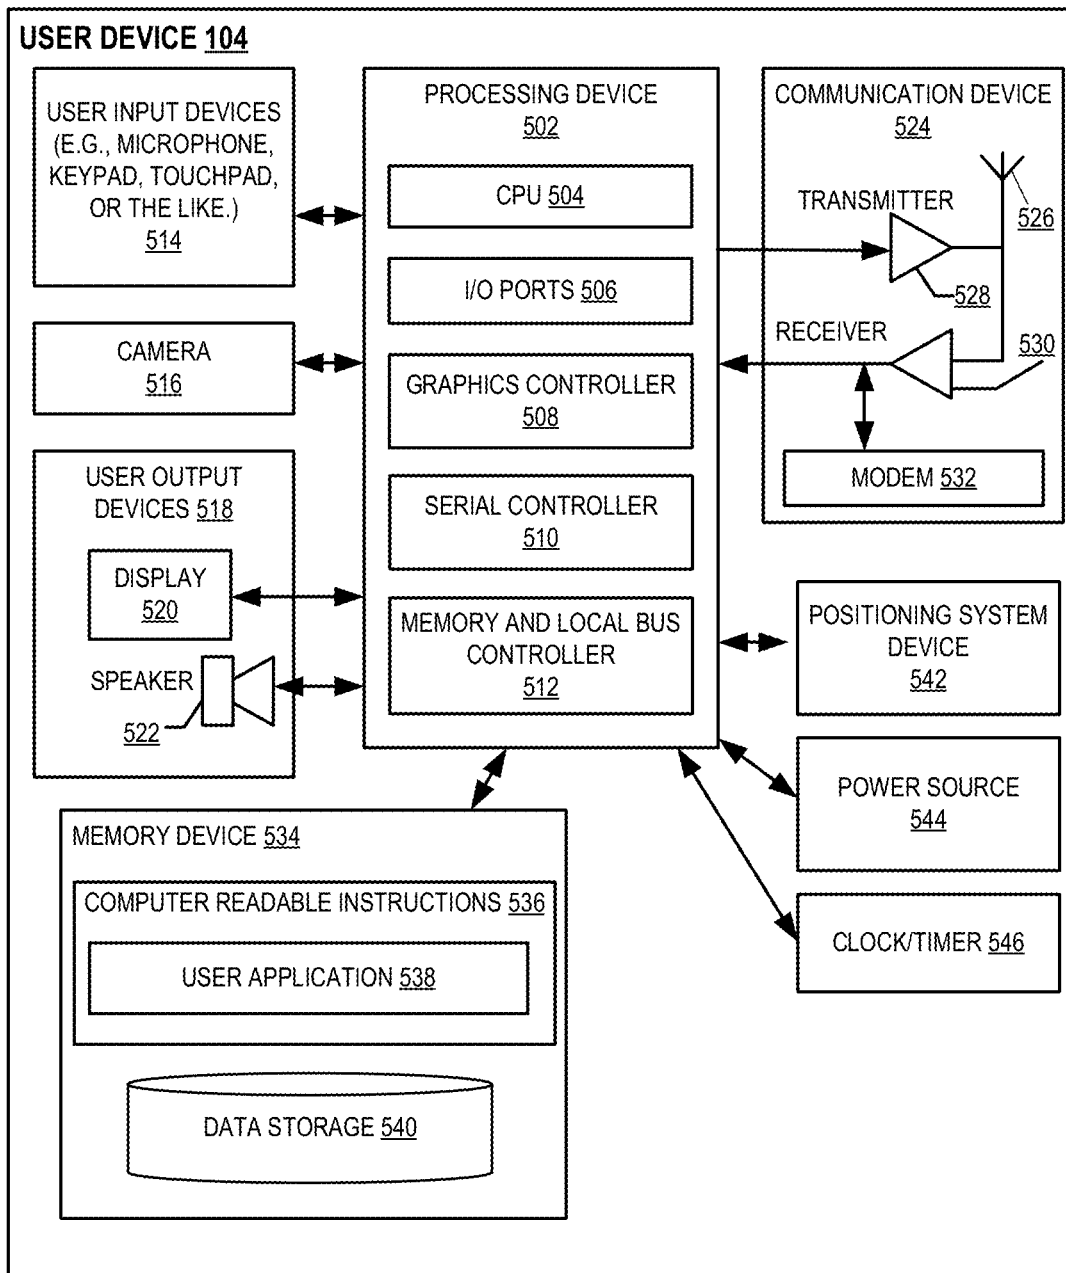 USER DEVICE 104
USER INPUT DEVICES
(E.G., MICROPHONE,
KEYPAD, TOUCHPAD,
OR THE LIKE.)
514
CAMERA
516
USER OUTPUT
DEVICES 518
DISPLAY
520
SPEAKER
522
PROCESSING DEVICE
502
CPU 504
I/O PORTS 506
GRAPHICS CONTROLLER
508
SERIAL CONTROLLER
510
MEMORY AND LOCAL BUS
CONTROLLER
512
COMMUNICATION DEVICE
524
TRANSMITTER
526
528
RECEIVER
530
MODEM 532
POSITIONING SYSTEM
DEVICE
542
POWER SOURCE
544
CLOCK/TIMER 546
MEMORY DEVICE 534
COMPUTER READABLE INSTRUCTIONS 536
USER APPLICATION 538
DATA STORAGE 540